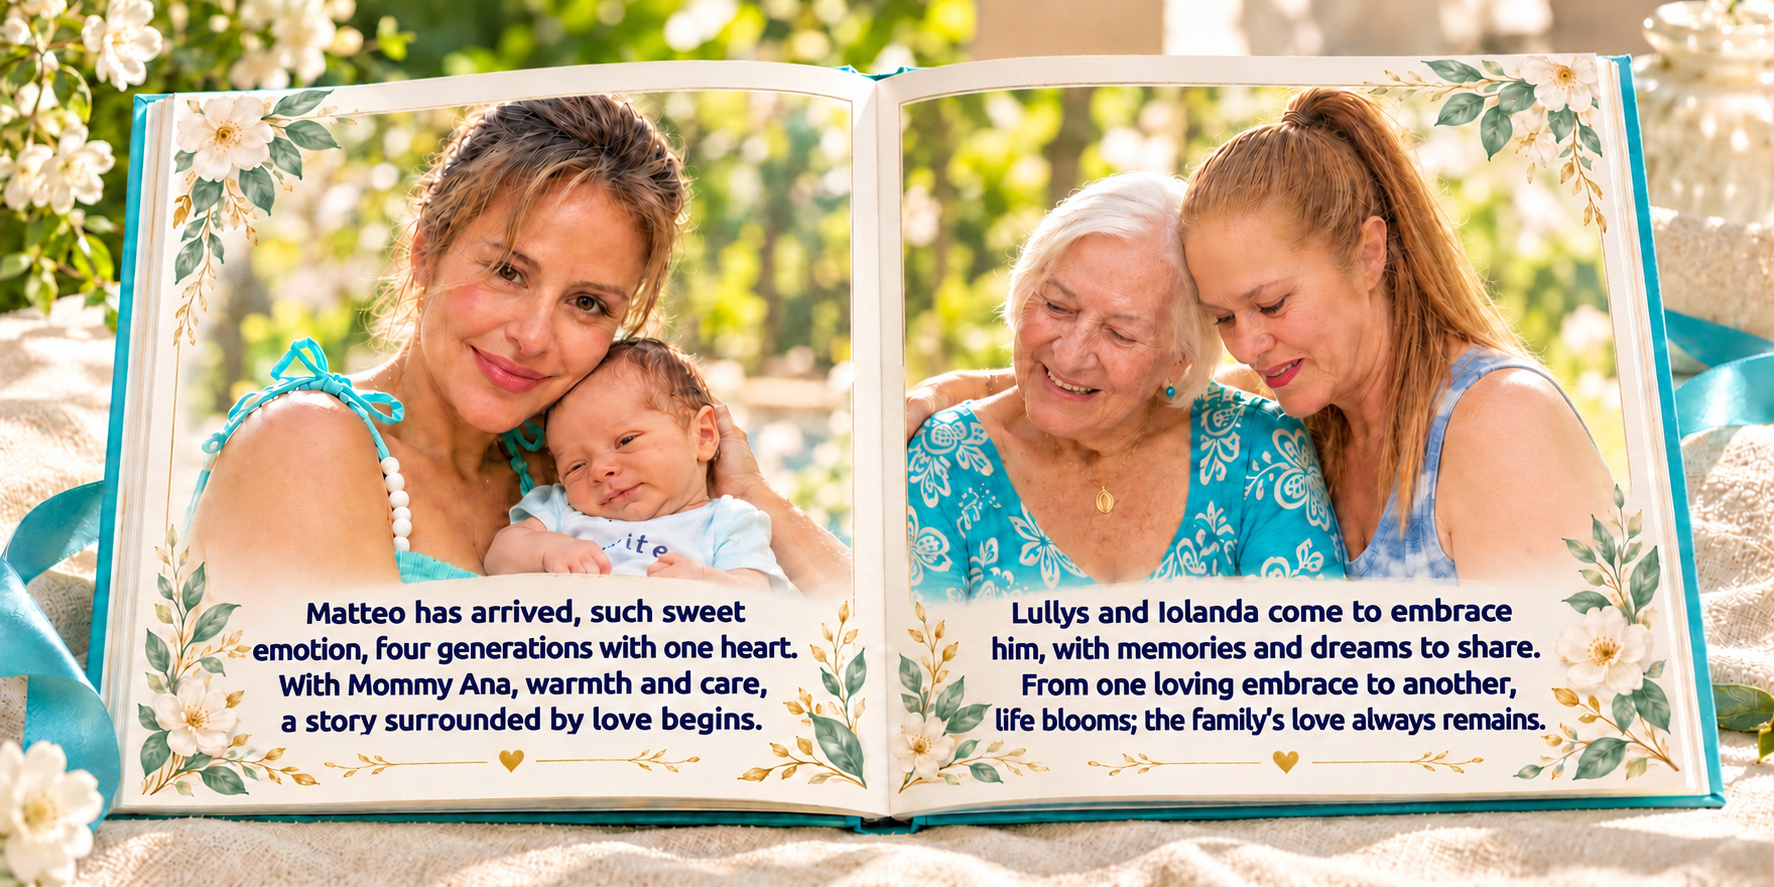 Matteo has arrived, such sweet
emotion, four generations with one heart.
With Mommy Ana, warmth and care,
a story surrounded by love begins.
Lullys and Iolanda come to embrace
him, with memories and dreams to share.
From one loving embrace to another,
life blooms; the family's love always remains.